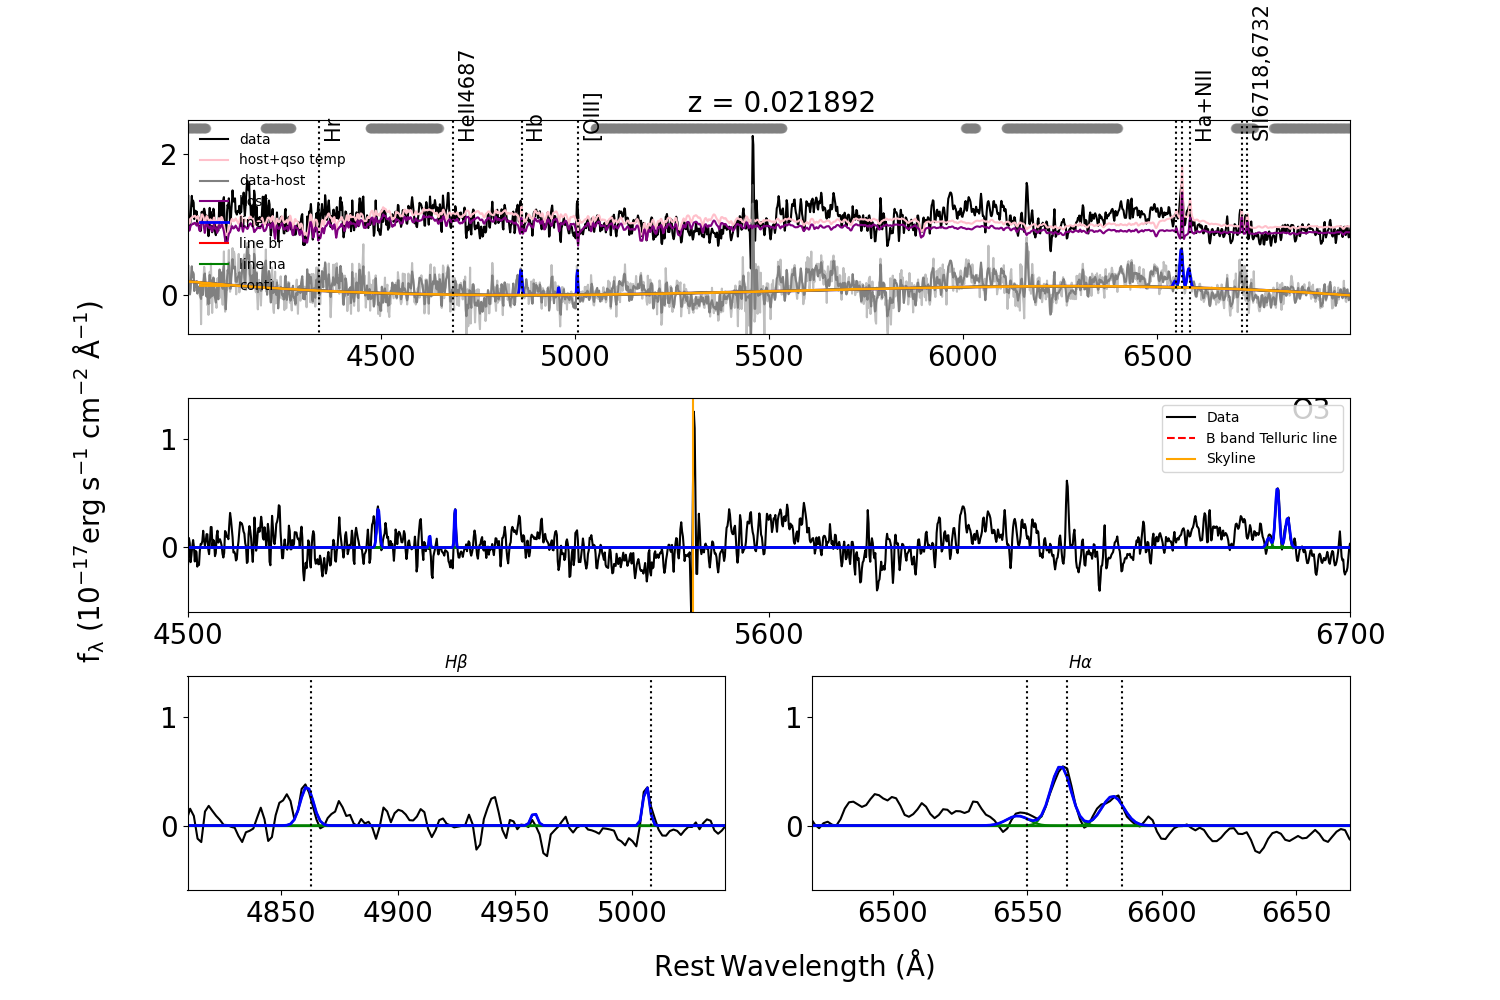 z = 0.021892
Hr
HeII4687
Hb
[OIII]
Ha+NII
SII6718,6732
data
host+qso temp
data-host
line br
line na
conti
2
0
4500
5000
5500
6000
6500
O3
Data
B band Telluric line
Skyline
1
0
4500
5600
6700
fλ (10⁻¹⁷erg s⁻¹ cm⁻² Å⁻¹)
Hβ
1
0
4850
4900
4950
5000
Hα
1
0
6500
6550
6600
6650
Rest Wavelength (Å)